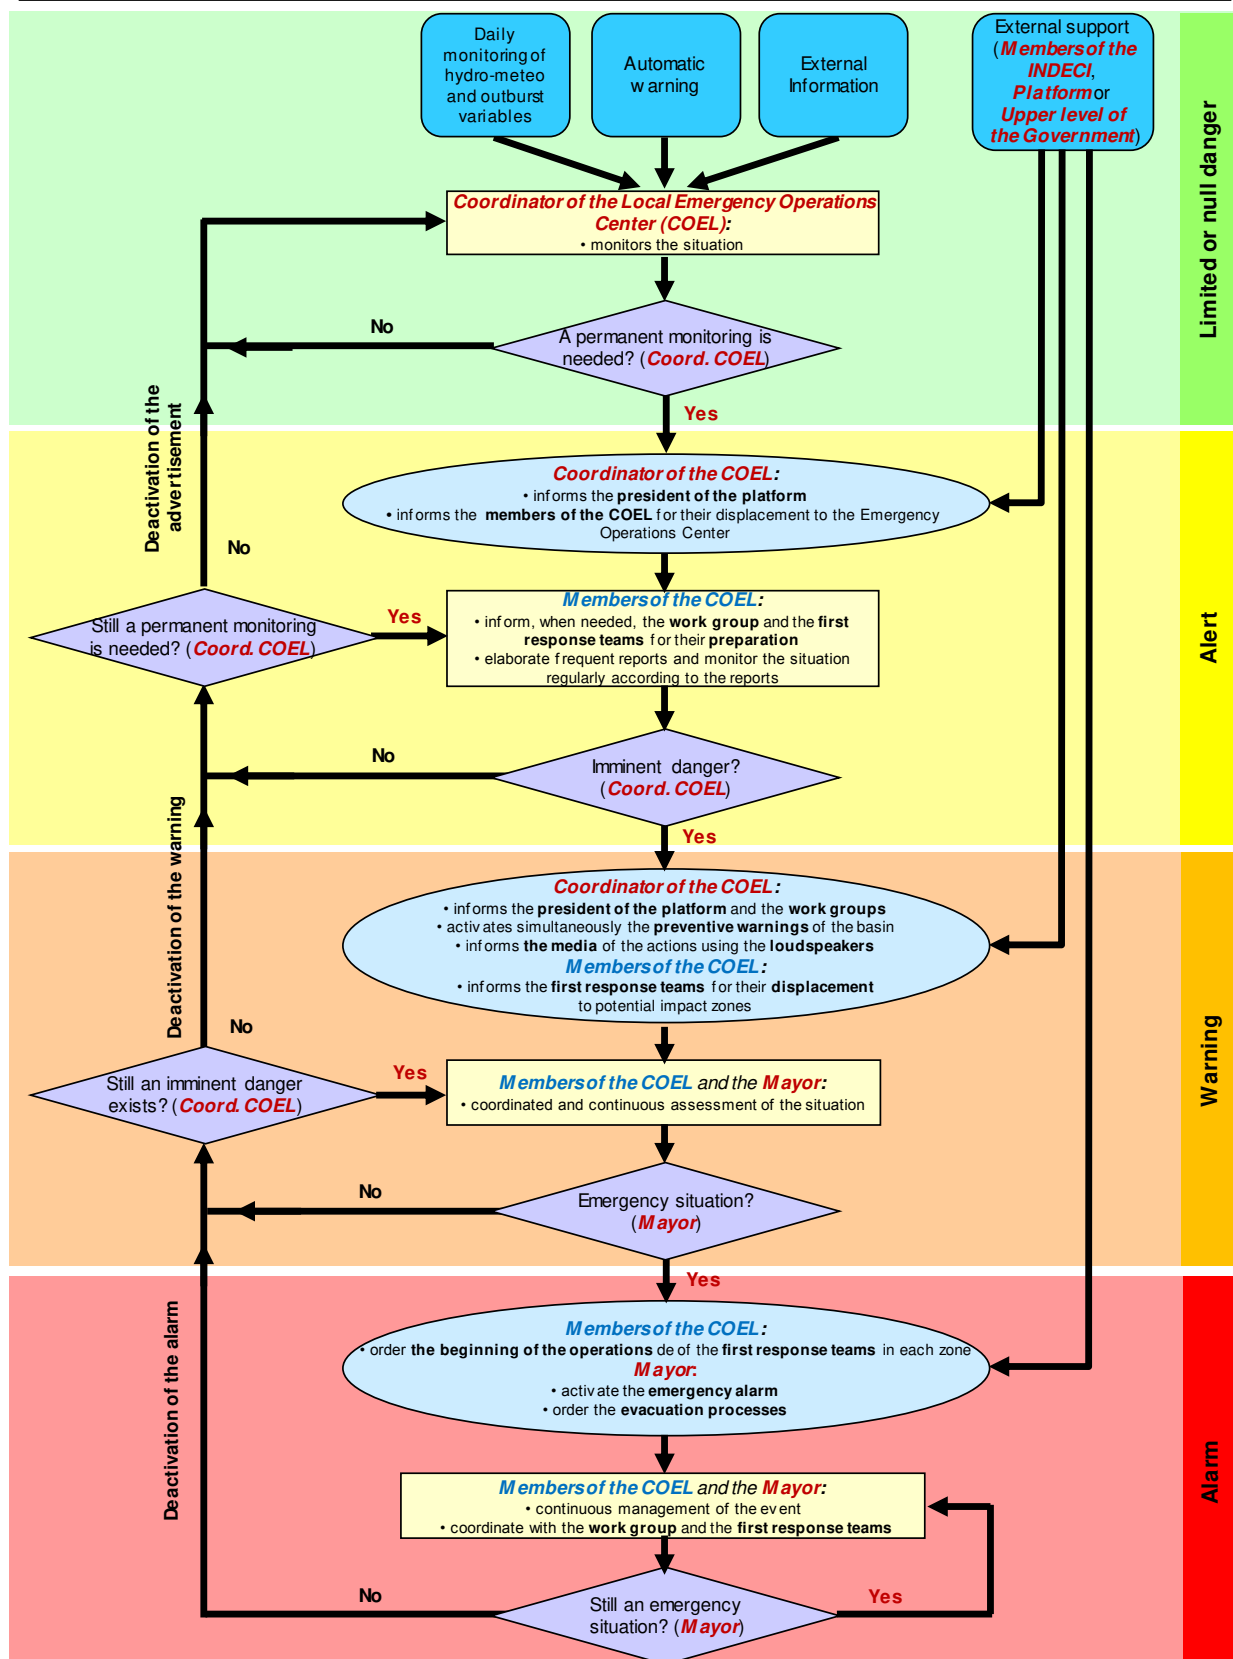 Daily
monitoring of
hydro-meteo
and outburst
variables
Automatic
warning
External
Information
External support
(Members of the
INDECI,
Platform or
Upper level of
the Government)
Limited or null danger
Coordinator of the Local Emergency Operations
Center (COEL):
• monitors the situation
No
A permanent monitoring is
needed? (Coord. COEL)
Yes
Deactivation of the
advertisement
Alert
Coordinator of the COEL:
• informs the president of the platform
• informs the members of the COEL for their displacement to the Emergency
Operations Center
No
Still a permanent monitoring
is needed? (Coord. COEL)
Yes
Members of the COEL:
• inform, when needed, the work group and the first
response teams for their preparation
• elaborate frequent reports and monitor the situation
regularly according to the reports
No
Imminent danger?
(Coord. COEL)
Yes
Deactivation of the warning
Warning
Coordinator of the COEL:
• informs the president of the platform and the work groups
• activates simultaneously the preventive warnings of the basin
• informs the media of the actions using the loudspeakers
Members of the COEL:
• informs the first response teams for their displacement
to potential impact zones
No
Still an imminent danger
exists? (Coord. COEL)
Yes
Members of the COEL and the Mayor:
• coordinated and continuous assessment of the situation
No
Emergency situation?
(Mayor)
Yes
Deactivation of the alarm
Alarm
Members of the COEL:
• order the beginning of the operations de of the first response teams in each zone
Mayor:
• activate the emergency alarm
• order the evacuation processes
Members of the COEL and the Mayor:
• continuous management of the event
• coordinate with the work group and the first response teams
No
Still an emergency
situation? (Mayor)
Yes